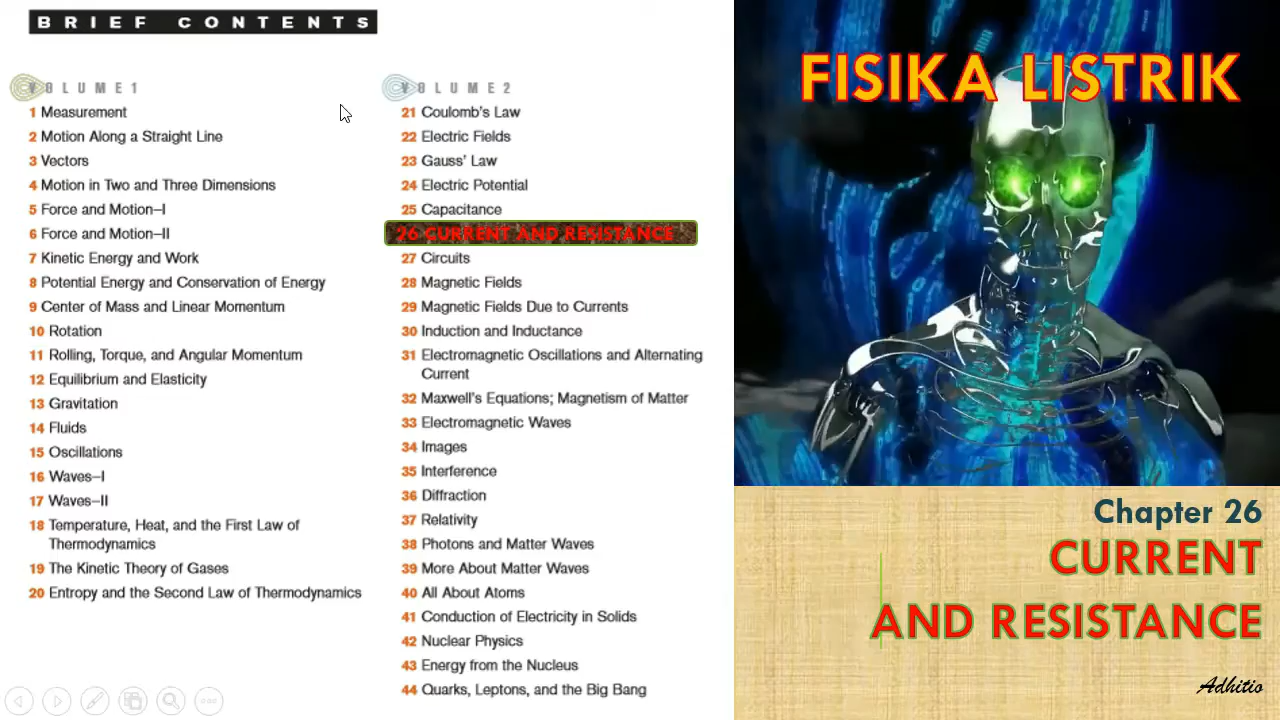 BRIEF CONTENTS
VOLUME 1
1 Measurement
2 Motion Along a Straight Line
3 Vectors
4 Motion in Two and Three Dimensions
5 Force and Motion–I
6 Force and Motion–II
7 Kinetic Energy and Work
8 Potential Energy and Conservation of Energy
9 Center of Mass and Linear Momentum
10 Rotation
11 Rolling, Torque, and Angular Momentum
12 Equilibrium and Elasticity
13 Gravitation
14 Fluids
15 Oscillations
16 Waves–I
17 Waves–II
18 Temperature, Heat, and the First Law of
Thermodynamics
19 The Kinetic Theory of Gases
20 Entropy and the Second Law of Thermodynamics
VOLUME 2
21 Coulomb's Law
22 Electric Fields
23 Gauss' Law
24 Electric Potential
25 Capacitance
26 CURRENT AND RESISTANCE
27 Circuits
28 Magnetic Fields
29 Magnetic Fields Due to Currents
30 Induction and Inductance
31 Electromagnetic Oscillations and Alternating
Current
32 Maxwell's Equations; Magnetism of Matter
33 Electromagnetic Waves
34 Images
35 Interference
36 Diffraction
37 Relativity
38 Photons and Matter Waves
39 More About Matter Waves
40 All About Atoms
41 Conduction of Electricity in Solids
42 Nuclear Physics
43 Energy from the Nucleus
44 Quarks, Leptons, and the Big Bang
FISIKA LISTRIK
Chapter 26
CURRENT
AND RESISTANCE
Adhitio